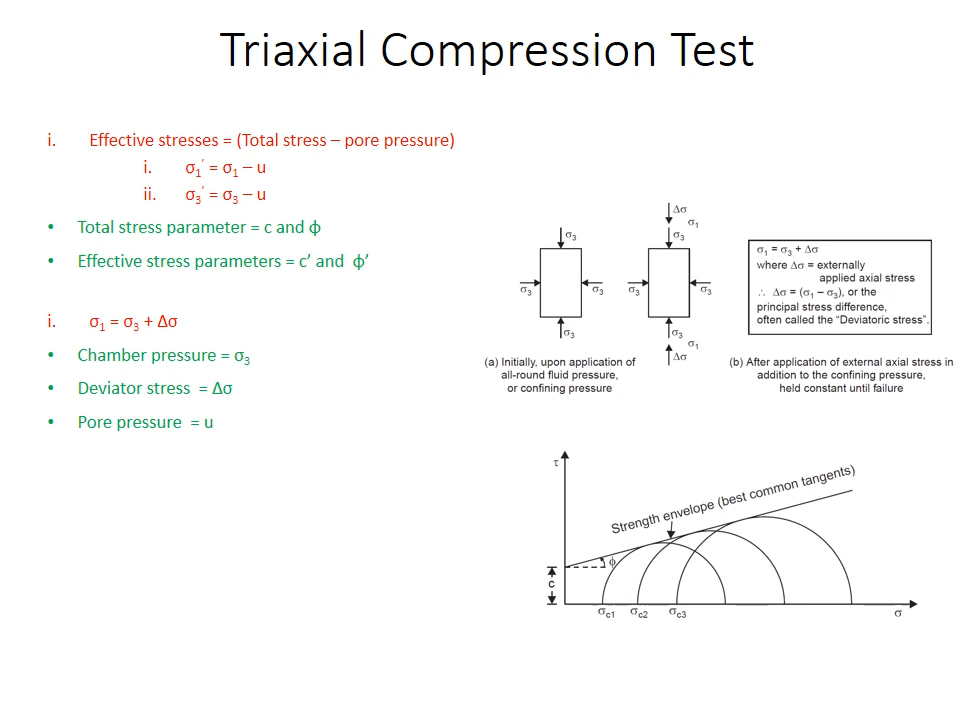 Triaxial Compression Test
i. Effective stresses = (Total stress – pore pressure)
i. σ₁′ = σ₁ – u
ii. σ₃′ = σ₃ – u
• Total stress parameter = c and ϕ
• Effective stress parameters = c’ and ϕ’
i. σ₁ = σ₃ + Δσ
• Chamber pressure = σ₃
• Deviator stress = Δσ
• Pore pressure = u
σ₃
σ₃
σ₃
σ₃
Δσ
σ₁
σ₃
σ₃
σ₃
σ₃
σ₁
Δσ
σ₁ = σ₃ + Δσ
where Δσ = externally
applied axial stress
∴ Δσ = (σ₁ – σ₃), or the
principal stress difference,
often called the “Deviatoric stress”.
(a) Initially, upon application of
all-round fluid pressure,
or confining pressure
(b) After application of external axial stress in
addition to the confining pressure,
held constant until failure
τ
Strength envelope (best common tangents)
ϕ
c
σc1 σc2 σc3 σ